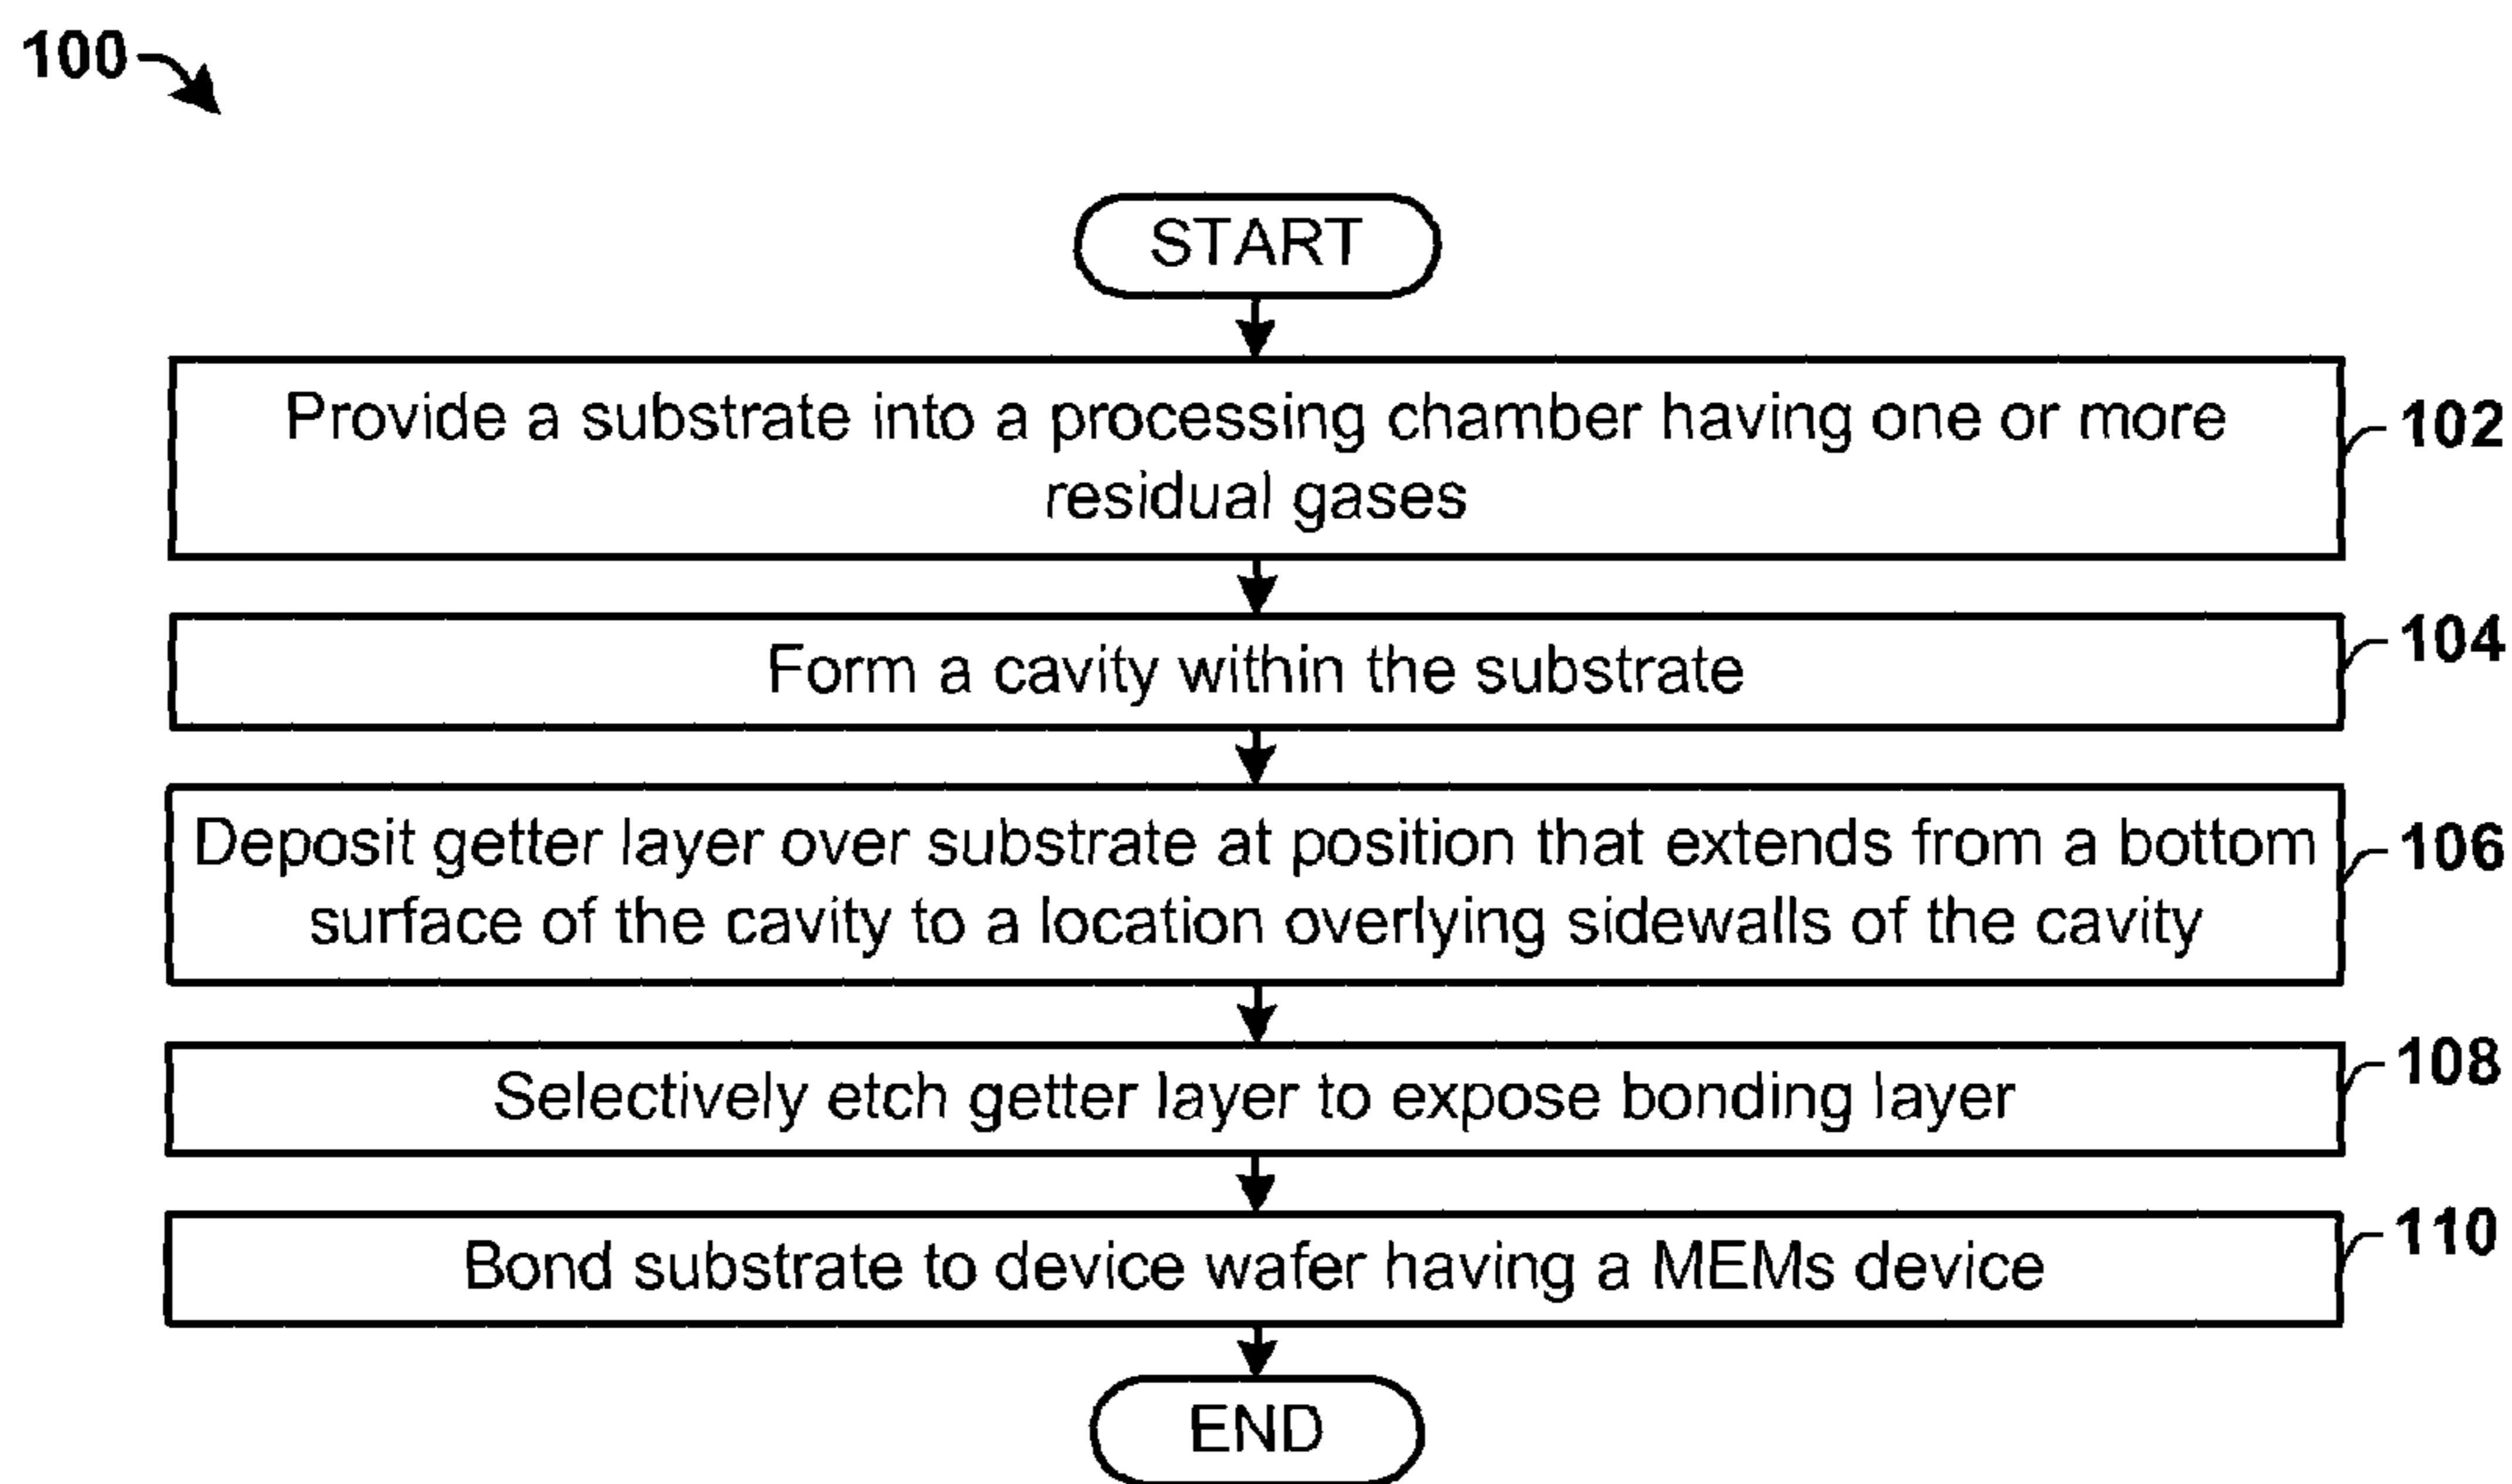 100
START
Provide a substrate into a processing chamber having one or more
residual gases
102
Form a cavity within the substrate
104
Deposit getter layer over substrate at position that extends from a bottom
surface of the cavity to a location overlying sidewalls of the cavity
106
Selectively etch getter layer to expose bonding layer
108
Bond substrate to device wafer having a MEMs device
110
END